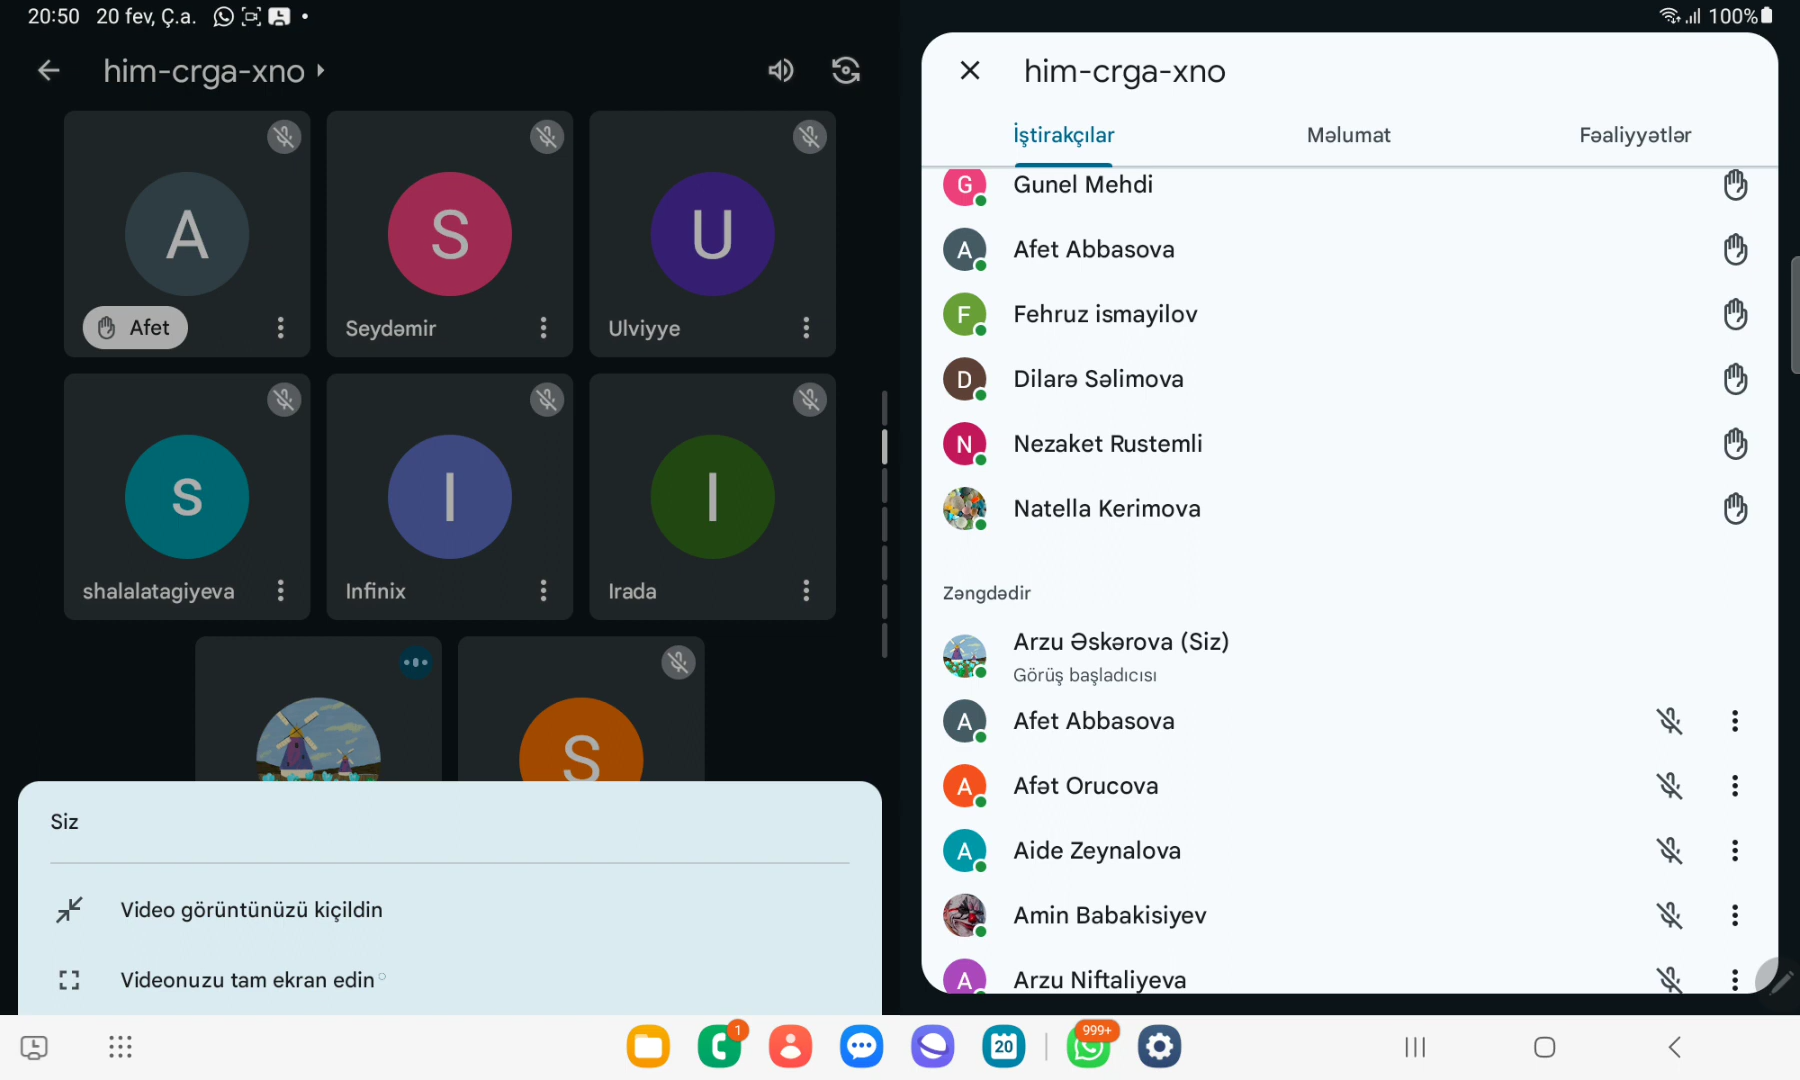 20:50 20 fev, Ç.a.
100%
him-crga-xno
A
Afet
S
Seydəmir
U
Ulviyye
s
shalalatagiyeva
I
Infinix
I
Irada
S
Siz
Video görüntünüzü kiçildin
Videonuzu tam ekran edin
him-crga-xno
İştirakçılar
Məlumat
Fəaliyyətlər
G Gunel Mehdi
A Afet Abbasova
F Fehruz ismayilov
D Dilarə Səlimova
N Nezaket Rustemli
Natella Kerimova
Zəngdədir
Arzu Əskərova (Siz)
Görüş başladıcısı
A Afet Abbasova
A Afət Orucova
A Aide Zeynalova
Amin Babakisiyev
A Arzu Niftaliyeva
1
20
999+